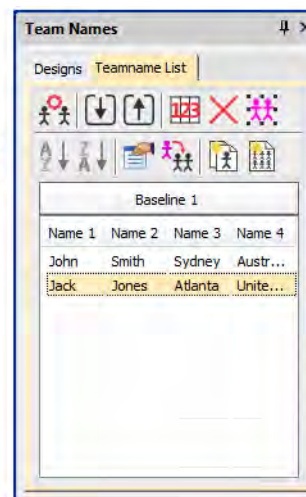 Team Names
Designs Teamname List
123
A Z Z A
Baseline 1
Name 1 Name 2 Name 3 Name 4
John Smith Sydney Austr...
Jack Jones Atlanta Unite...